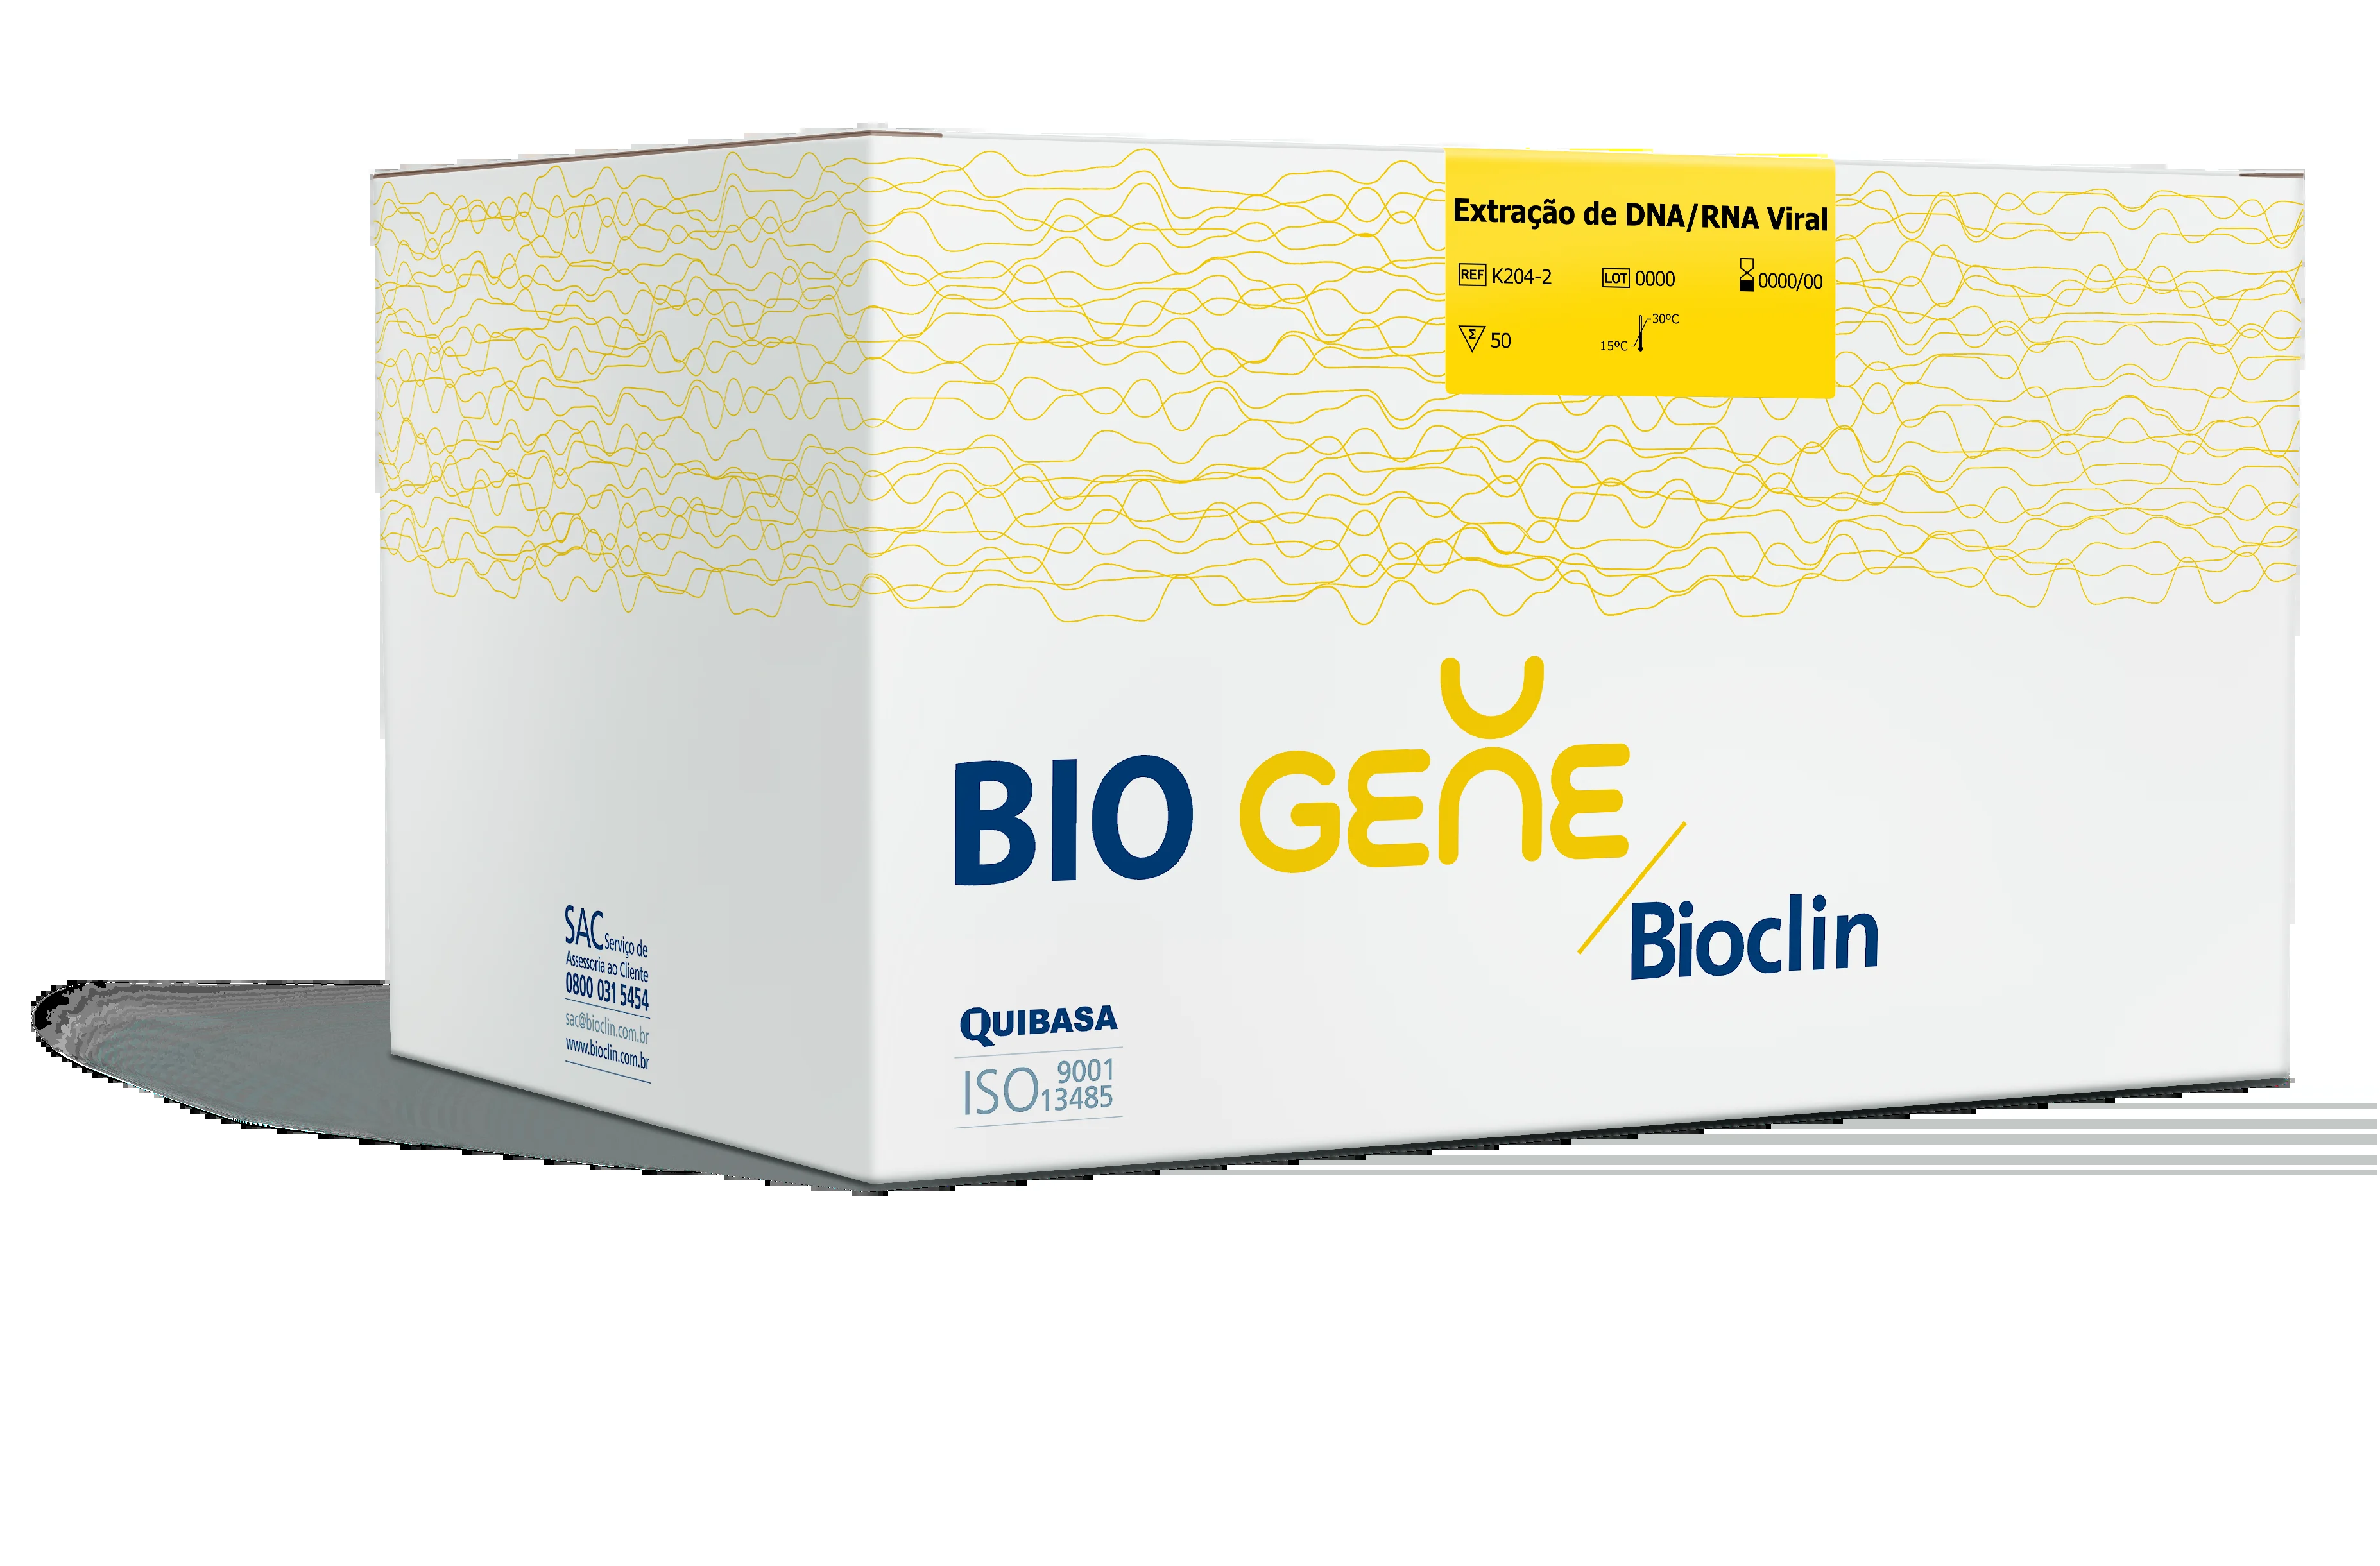 Extração de DNA/RNA Viral
REF K204-2 LOT 0000 0000/00
Σ 50 15ºC 30ºC
BIO GENE
Bioclin
SAC Serviço de
Assessoria ao Cliente
0800 031 5454
sac@bioclin.com.br
www.bioclin.com.br
QUIBASA
ISO 9001
13485